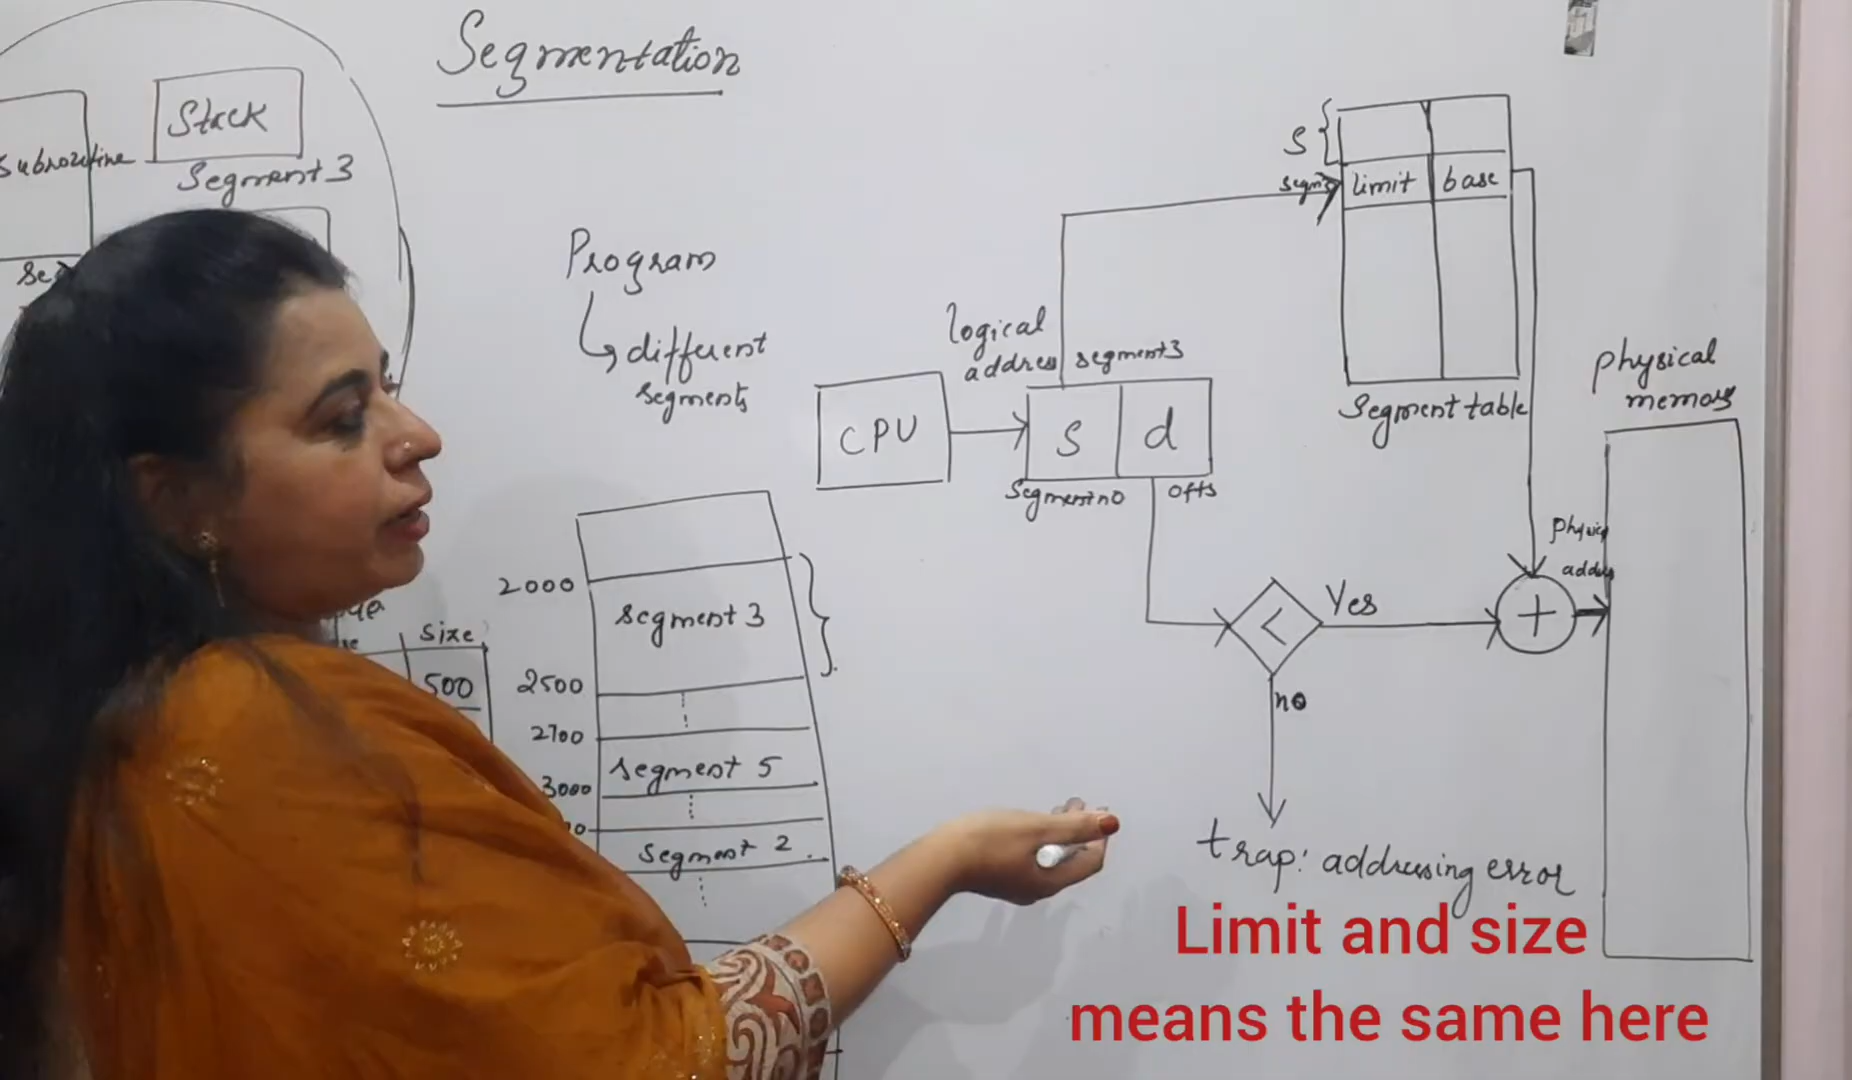 Segmentation
Stack
Subroutine
Segment 3
Program
different
segments
S
limit
base
Segment table
logical
address
segment3
CPU
S
d
Segment no
offs
physical
memory
2000
segment 3
2500
2700
segment 5
3000
segment 2
size
500
<
Yes
no
+
trap: addressing error
Limit and size
means the same here